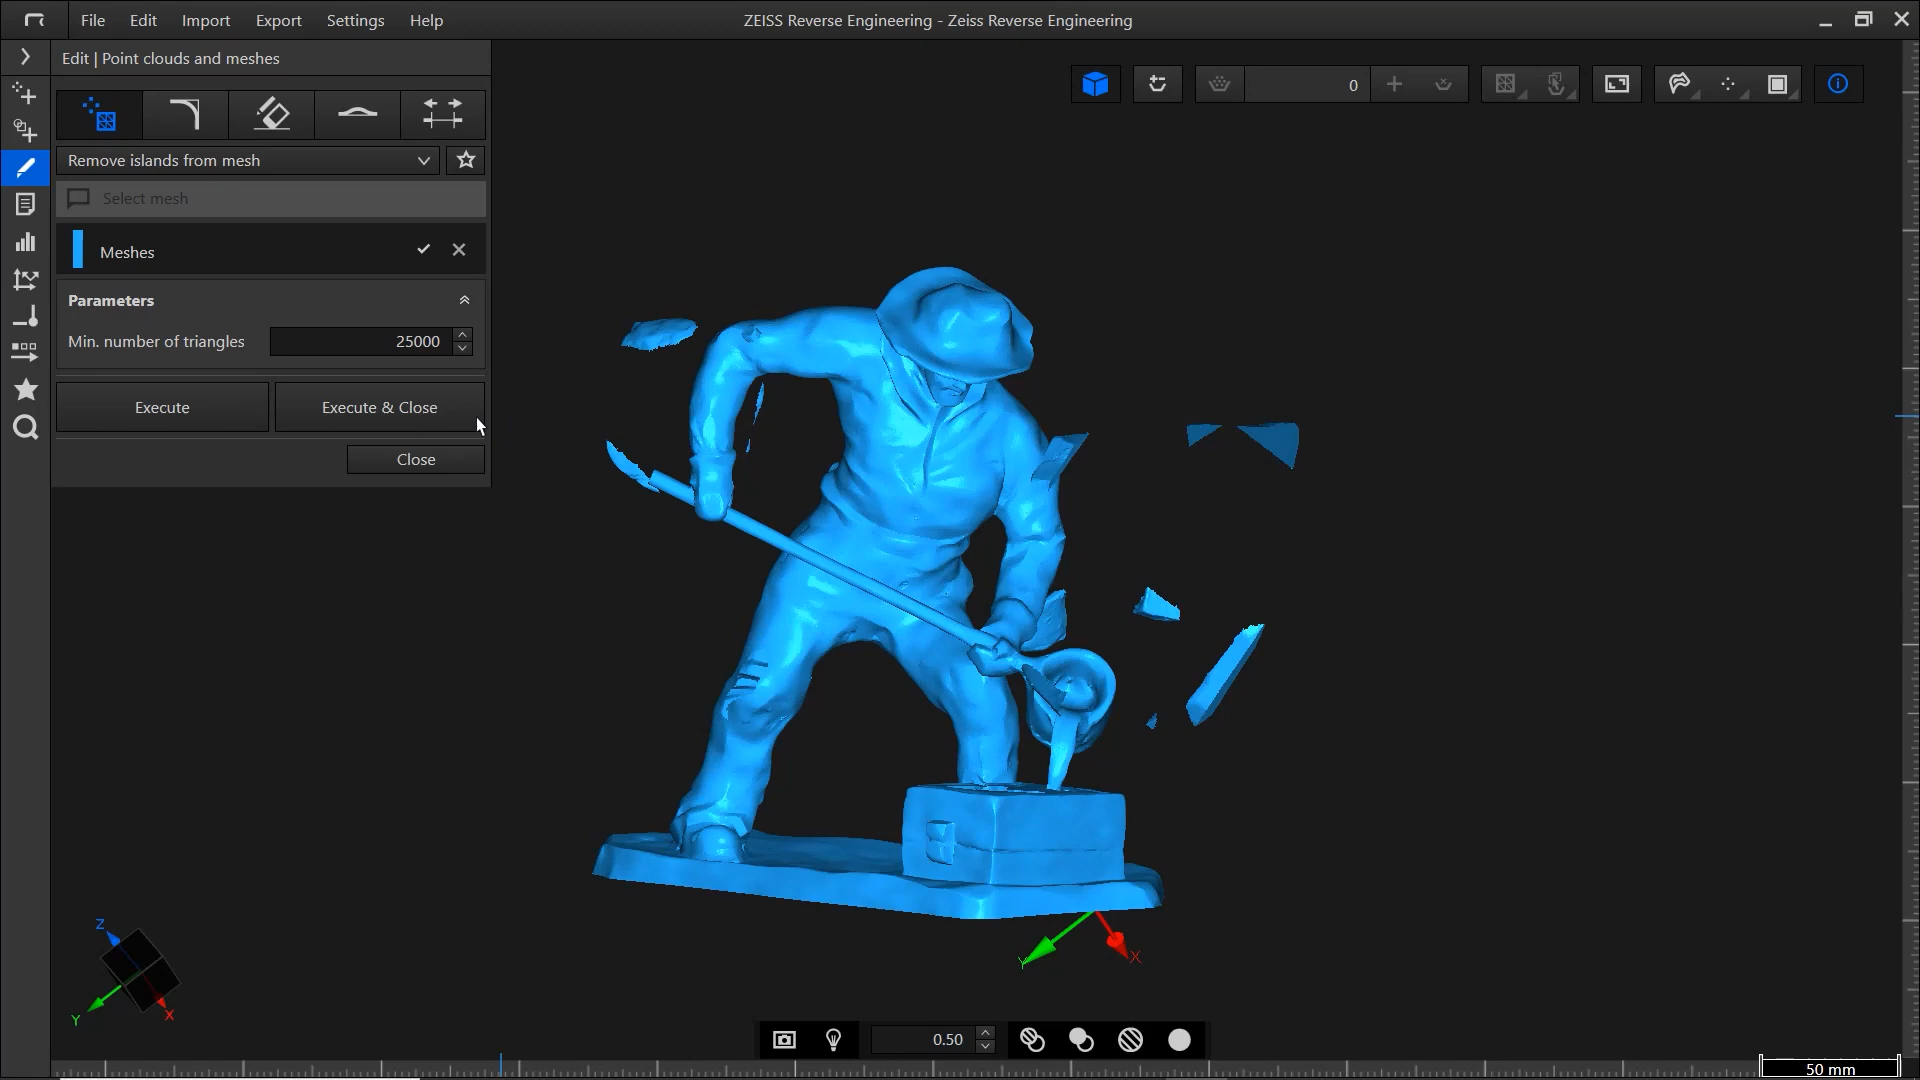 File Edit Import Export Settings Help
ZEISS Reverse Engineering - Zeiss Reverse Engineering
Edit | Point clouds and meshes
0
Remove islands from mesh
Select mesh
Meshes
Parameters
Min. number of triangles 25000
Execute Execute & Close
Close
Z
Y X
Y X
0.50
50 mm